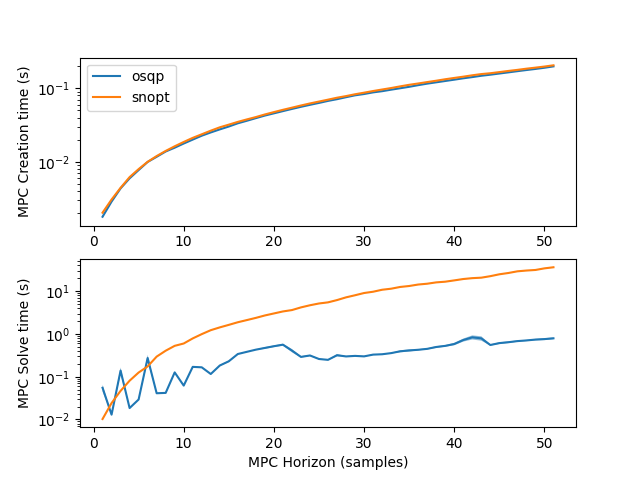 MPC Creation time (s)
10⁻¹
10⁻²
osqp
snopt
0 10 20 30 40 50
MPC Solve time (s)
10¹
10⁰
10⁻¹
10⁻²
0 10 20 30 40 50
MPC Horizon (samples)